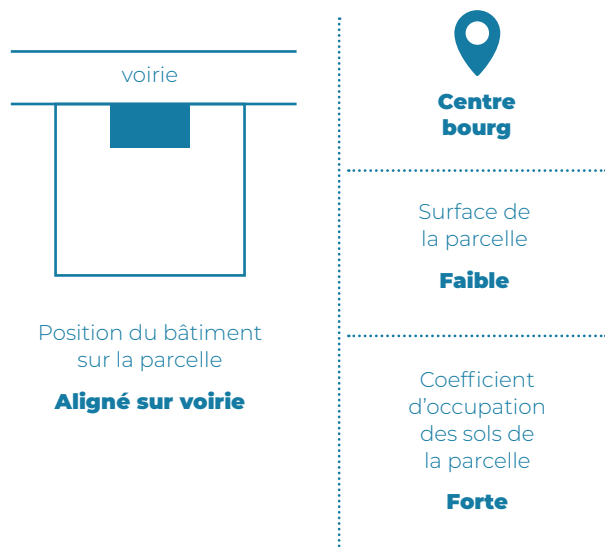 voirie
Position du bâtiment
sur la parcelle
Aligné sur voirie
Centre
bourg
Surface de
la parcelle
Faible
Coefficient
d'occupation
des sols de
la parcelle
Forte